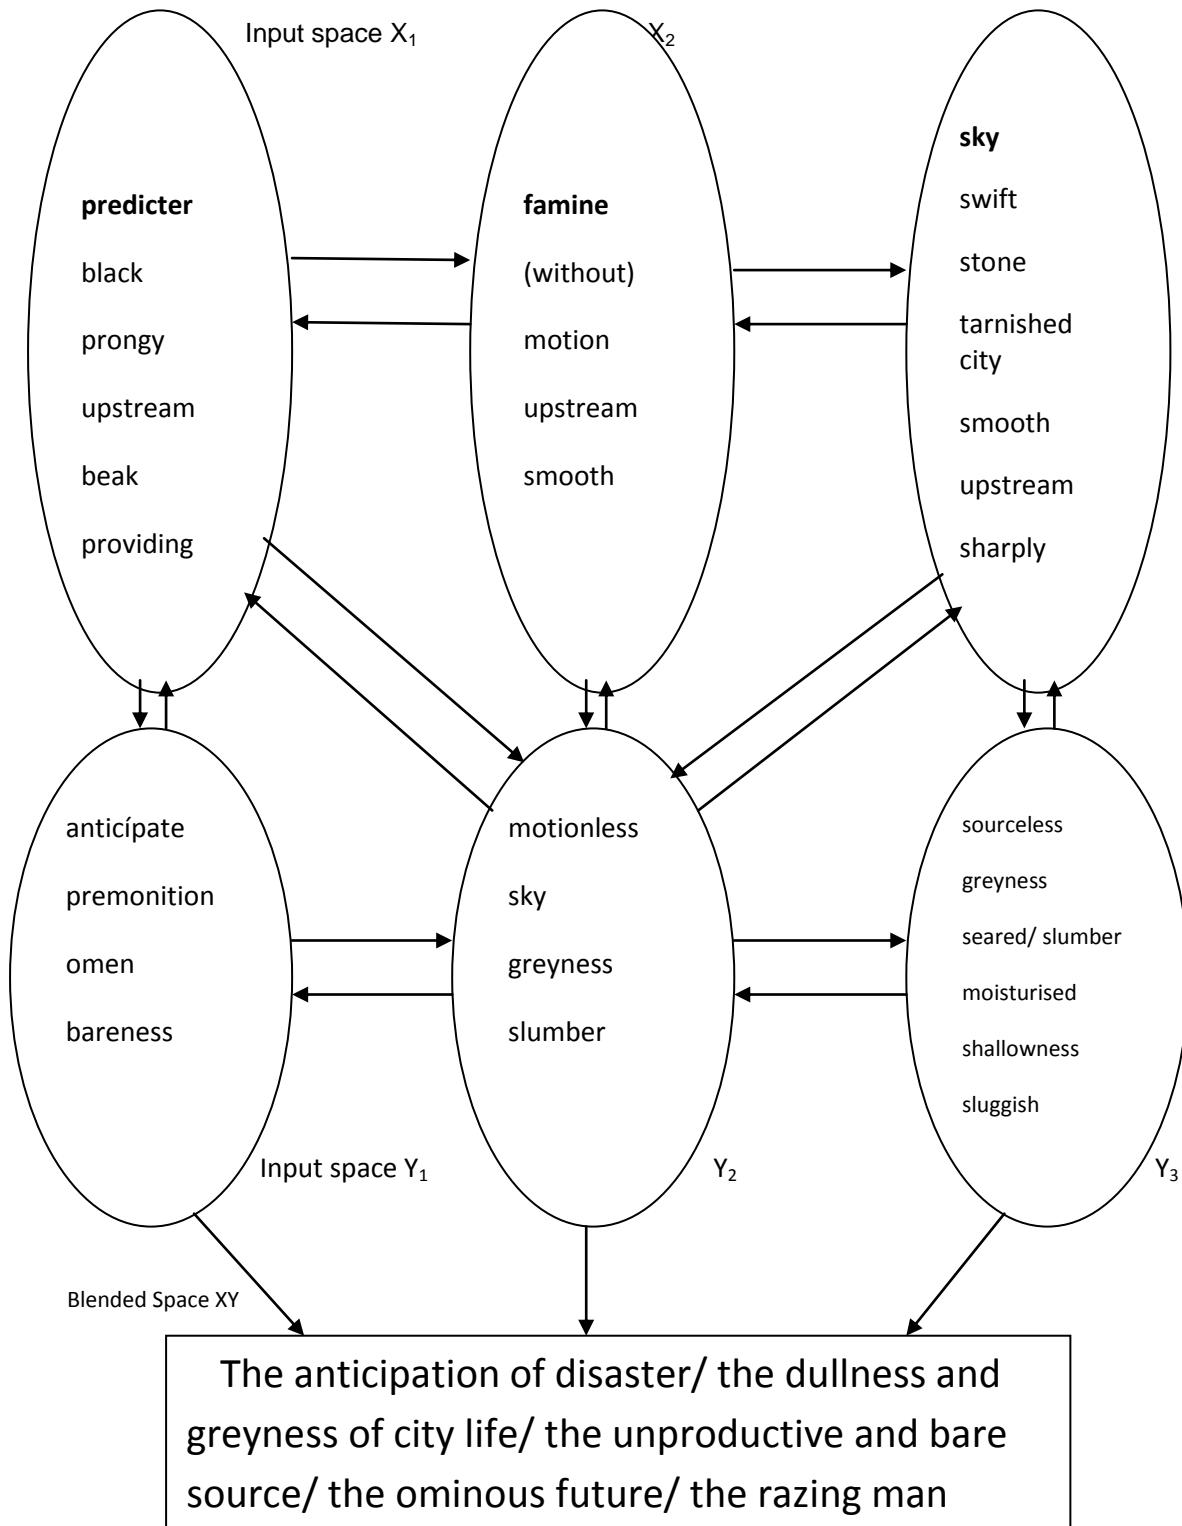 Input space X₁
X₂
predicter
black
prongy
upstream
beak
providing
famine
(without)
motion
upstream
smooth
sky
swift
stone
tarnished
city
smooth
upstream
sharply
anticípate
premonition
omen
bareness
motionless
sky
greyness
slumber
sourceless
greyness
seared/ slumber
moisturised
shallowness
sluggish
Input space Y₁
Y₂
Y₃
Blended Space XY
The anticipation of disaster/ the dullness and
greyness of city life/ the unproductive and bare
source/ the ominous future/ the razing man